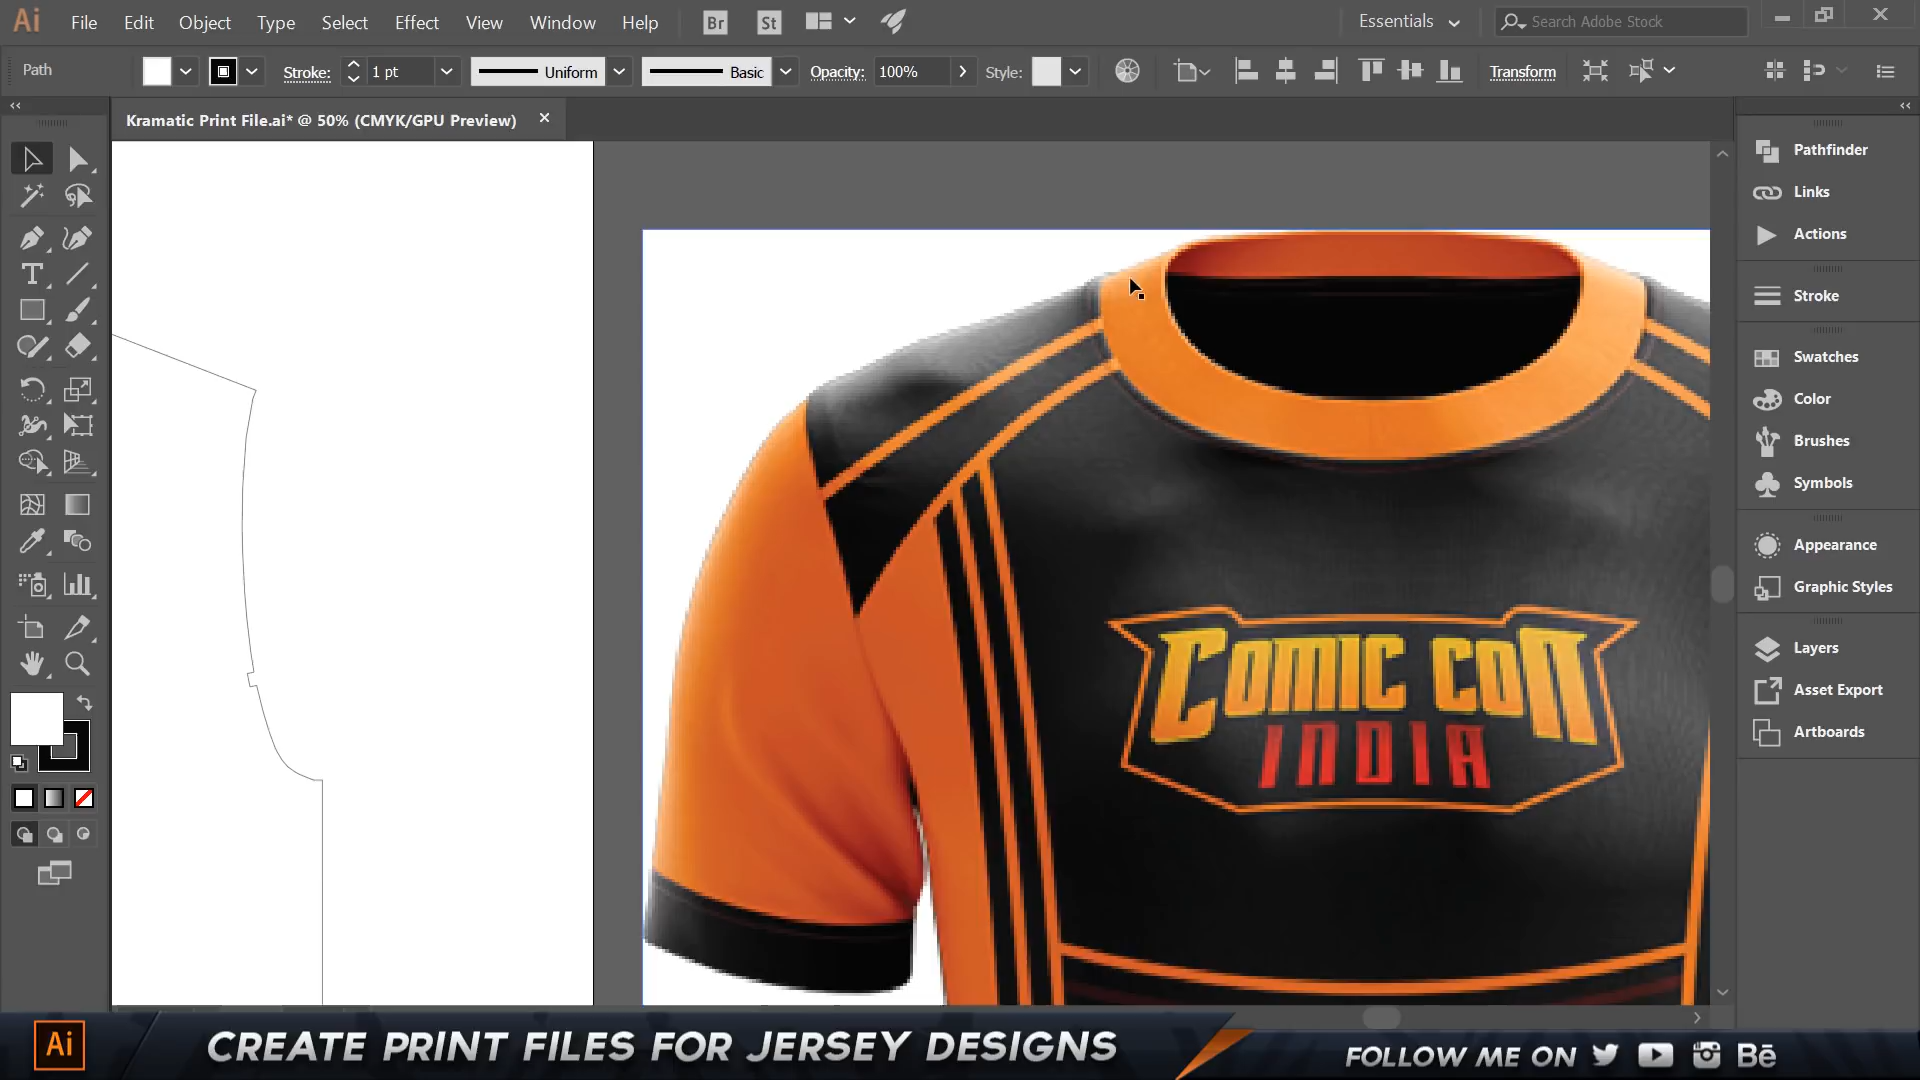 Ai File Edit Object Type Select Effect View Window Help Br St Essentials Search Adobe Stock
Path Stroke: 1 pt Uniform Basic Opacity: 100% Style: Transform
Kramatic Print File.ai* @ 50% (CMYK/GPU Preview)
Pathfinder
Links
Actions
Stroke
Swatches
Color
Brushes
Symbols
Appearance
Graphic Styles
Layers
Asset Export
Artboards
COMIC CON
INDIA
Ai CREATE PRINT FILES FOR JERSEY DESIGNS FOLLOW ME ON Bē